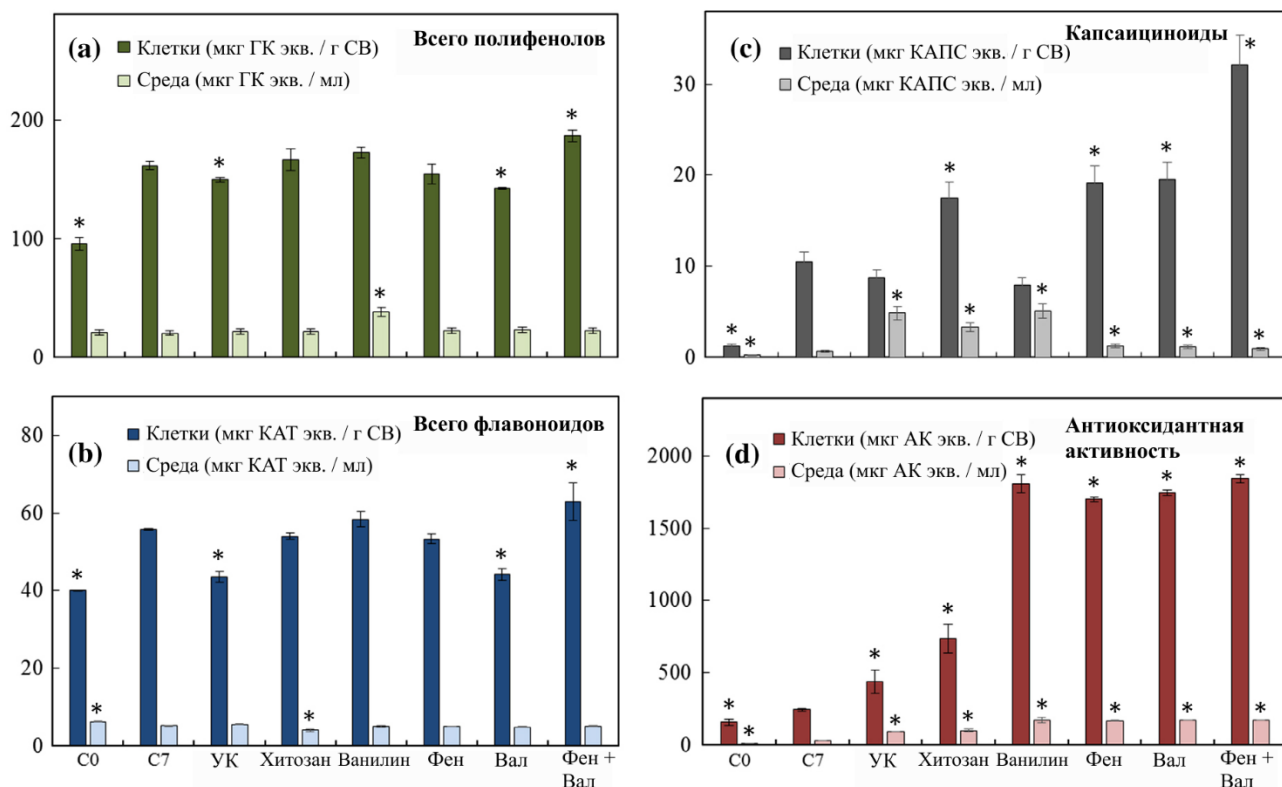 (a)
Клетки (мкг ГК экв. / г СВ)
Всего полифенолов
Среда (мкг ГК экв. / мл)
200
100
0
*
*
*
*
*
(c)
Капсаициноиды
Клетки (мкг КАПС экв. / г СВ)
Среда (мкг КАПС экв. / мл)
30
20
10
0
*
*
*
*
*
*
*
*
*
*
*
*
(b)
Всего флавоноидов
Клетки (мкг КАТ экв. / г СВ)
Среда (мкг КАТ экв. / мл)
80
60
40
20
0
*
*
*
*
*
*
С0
С7
УК
Хитозан
Ванилин
Фен
Вал
Фен +
Вал
(d)
Антиоксидантная
активность
Клетки (мкг АК экв. / г СВ)
Среда (мкг АК экв. / мл)
2000
1500
1000
500
0
*
*
*
*
*
*
*
*
*
*
*
*
*
*
С0
С7
УК
Хитозан
Ванилин
Фен
Вал
Фен +
Вал